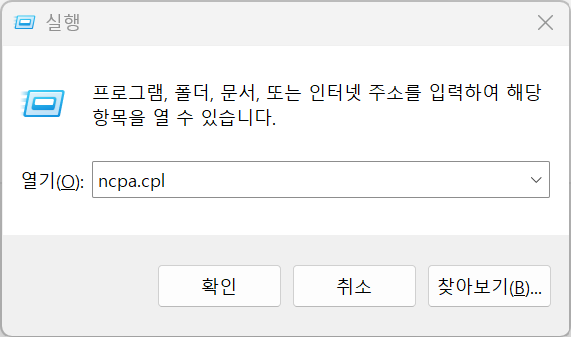 실행
프로그램, 폴더, 문서, 또는 인터넷 주소를 입력하여 해당
항목을 열 수 있습니다.
열기(O): ncpa.cpl
확인 취소 찾아보기(B)...